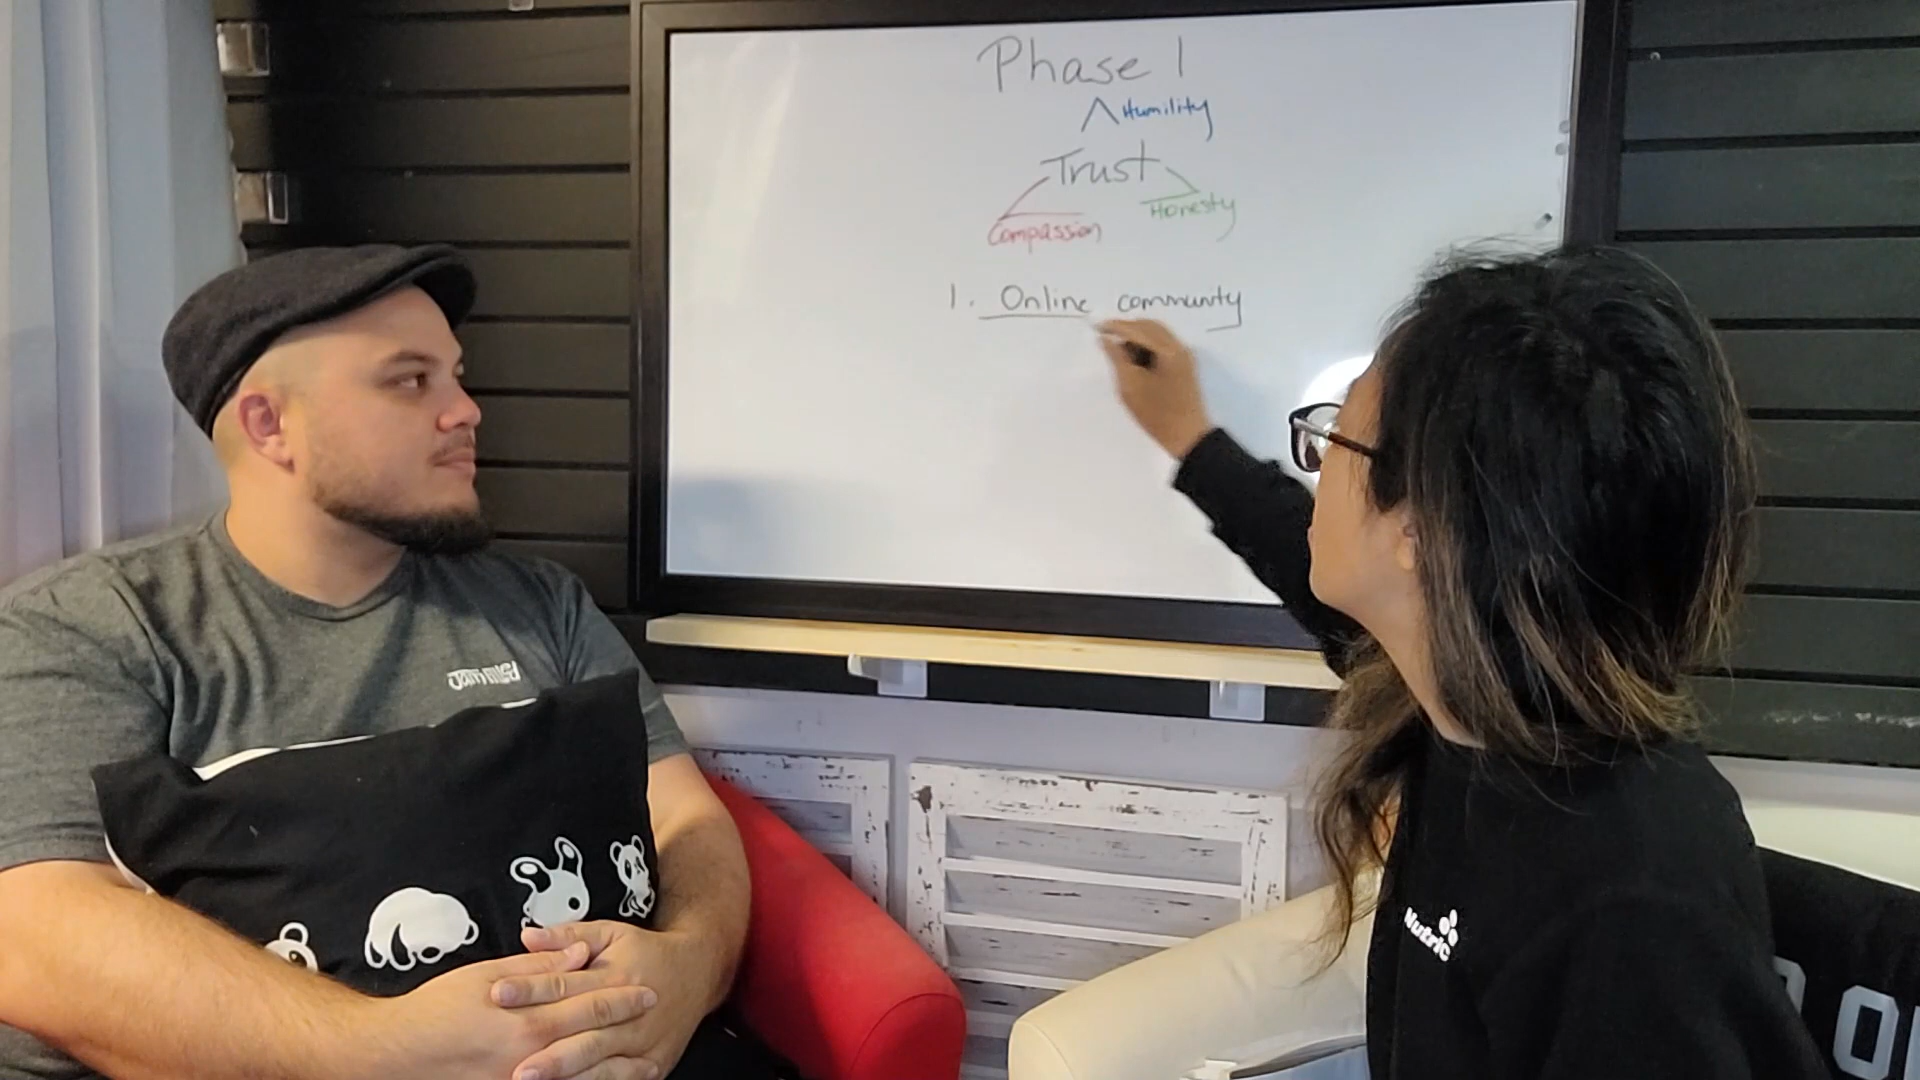 Phase 1
Humility
Trust
Honesty
Compassion
1. Online community
Nutric